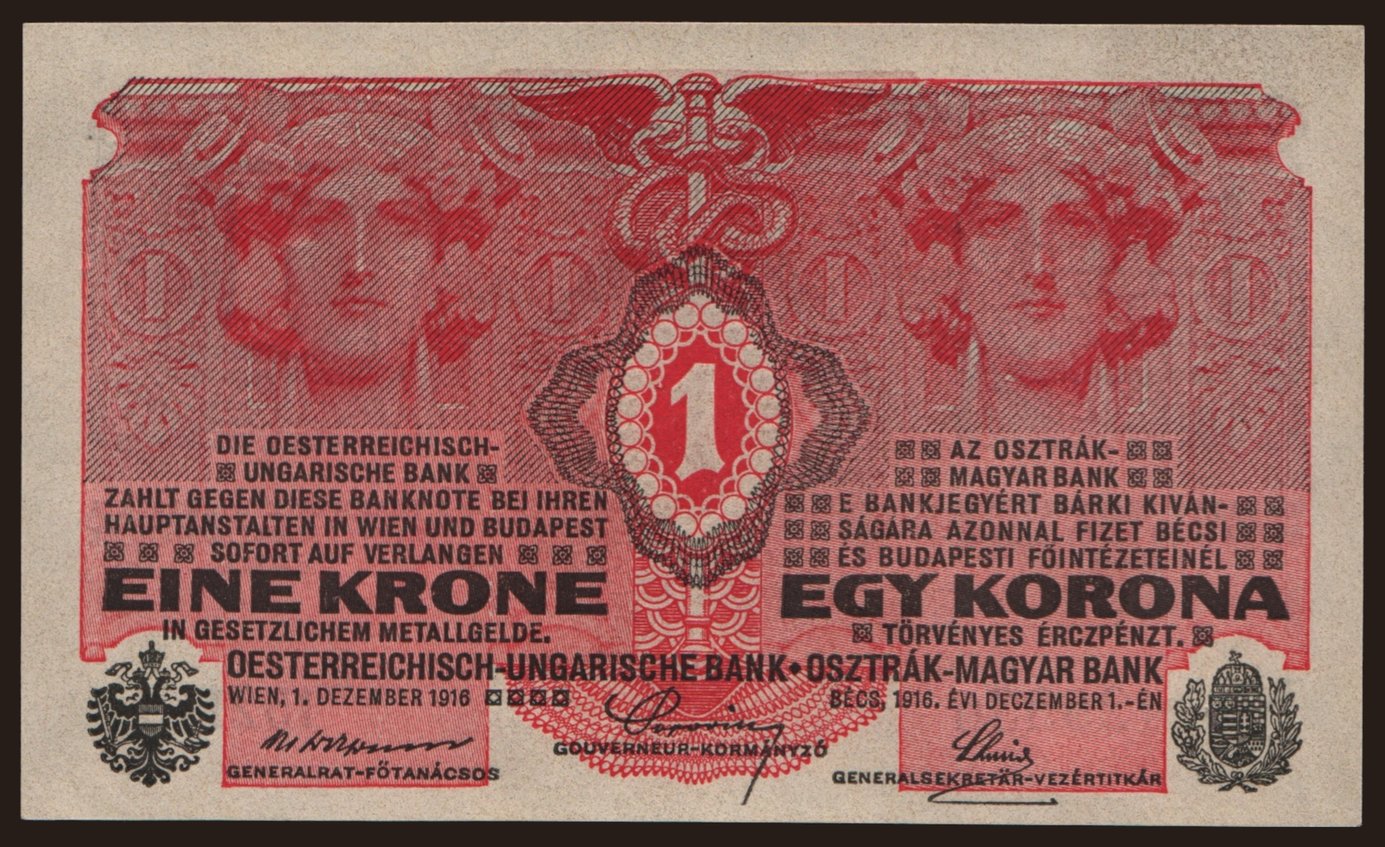 1
DIE OESTERREICHISCH-
UNGARISCHE BANK
ZAHLT GEGEN DIESE BANKNOTE BEI IHREN
HAUPTANSTALTEN IN WIEN UND BUDAPEST
SOFORT AUF VERLANGEN
EINE KRONE
IN GESETZLICHEM METALLGELDE.
AZ OSZTRÁK-
MAGYAR BANK
E BANKJEGYÉRT BÁRKI KIVÁN-
SÁGÁRA AZONNAL FIZET BÉCSI
ÉS BUDAPESTI FŐINTÉZETEINÉL
EGY KORONA
TÖRVÉNYES ÉRCZPÉNZT.
OESTERREICHISCH-UNGARISCHE BANK • OSZTRÁK-MAGYAR BANK
WIEN, 1. DEZEMBER 1916
BÉCS, 1916. ÉVI DECZEMBER 1.-ÉN
GENERALRAT-FŐTANÁCSOS
GOUVERNEUR-KORMÁNYZÓ
GENERALSEKRETÄR-VEZÉRTITKÁR